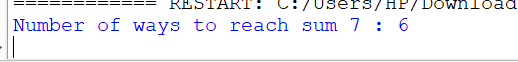 ============ RESTART: C:/Users/HP/Download
Number of ways to reach sum 7 : 6